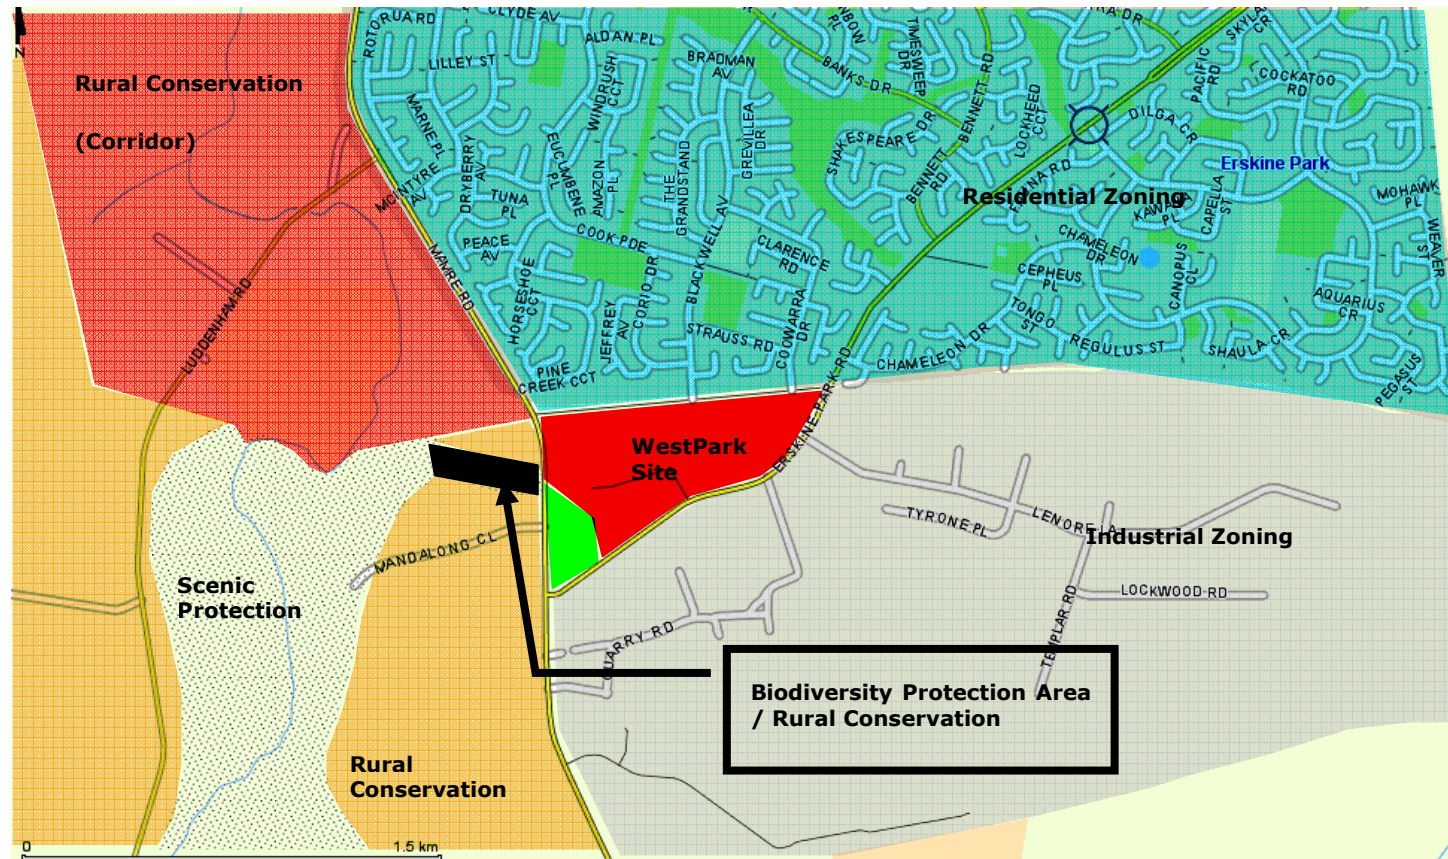 N
ROTORUA RD
CLYDE AV
ALDAN PL
LILLEY ST
WINDRUSH
CCT
BRADMAN
AV
BANKS DR
TIMESWEEP
DR
BENNETT RD
LOCKHEED
CCT
PACIFIC
RD
COCKATOO
RD
DILGA CR
Rural Conservation
(Corridor)
MARNE PL
MCINTYRE
AV
DRYBERRY
AV
TUNA
PL
EUCUMBENE
PL
AMAZON
PL
THE
GRANDSTAND
GREVILLEA
DR
SHAKESPEARE DR
BENNETT
RD
Erskine Park
Residential Zoning
KAWANA
PL
CAPELLA
ST
MOHAWK
PL
WEAVER
ST
PEACE
AV
COOK PDE
BLACKWELL AV
CLARENCE
RD
CHAMELEON
DR
CEPHEUS
PL
CANOPUS
CL
AQUARIUS
CR
MAMRE RD
LUDDENHAM RD
HORSESHOE
CCT
JEFFREY
AV
CORIO DR
STRAUSS RD
COOWARRA
DR
TONGO
ST
REGULUS ST
SHAULA CR
PEGASUS
ST
PINE
CREEK CCT
CHAMELEON DR
ERSKINE PARK RD
WestPark
Site
TYRONE PL
LENORE LA
Industrial Zoning
MANDALONG CL
LOCKWOOD RD
TEMPLAR RD
Scenic
Protection
QUARRY RD
Biodiversity Protection Area
/ Rural Conservation
Rural
Conservation
0
1.5 km